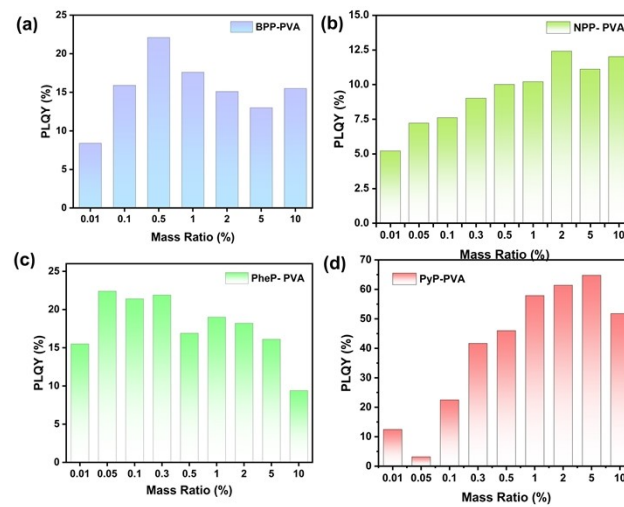 (a)
BPP-PVA
25
20
15
10
5
0
PLQY (%)
0.01 0.1 0.5 1 2 5 10
Mass Ratio (%)
(b)
NPP- PVA
15.0
12.5
10.0
7.5
5.0
2.5
0.0
PLQY (%)
0.01 0.05 0.1 0.3 0.5 1 2 5 10
Mass Ratio (%)
(c)
PheP- PVA
25
20
15
10
5
0
PLQY (%)
0.01 0.05 0.1 0.3 0.5 1 2 5 10
Mass Ratio (%)
(d)
PyP-PVA
70
60
50
40
30
20
10
0
PLQY (%)
0.01 0.05 0.1 0.3 0.5 1 2 5 10
Mass Ratio (%)